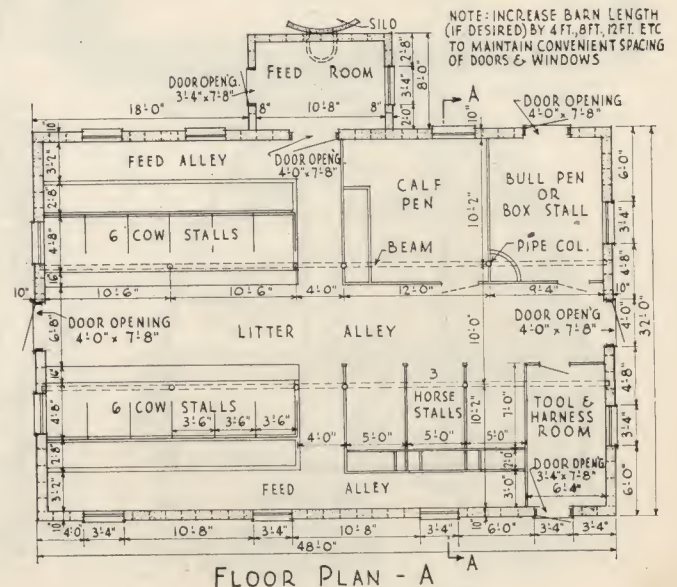 NOTE: INCREASE BARN LENGTH
(IF DESIRED) BY 4 FT., 8FT., 12FT. ETC
TO MAINTAIN CONVENIENT SPACING
OF DOORS & WINDOWS
SILO
FEED ROOM
DOOR OPEN'G.
3'-4" x 7'-8"
2'-8"
3'-4"
2'-0"
8'-0"
18'-0"
8"
10'-8"
8"
A
10"
DOOR OPENING
4'-0" x 7'-8"
10"
FEED ALLEY
DOOR OPEN'G
4'-0" x 7'-8"
3'-2"
2'-8"
4'-8"
16"
6 COW STALLS
CALF
PEN
BEAM
10'-2"
BULL PEN
OR
BOX STALL
PIPE COL.
6'-0"
3'-4"
4'-8"
10"
10'-6"
10'-6"
4'-0"
12'-0"
9'-4"
10"
DOOR OPENING
4'-0" x 7'-8"
6'-8"
LITTER ALLEY
10'-0"
DOOR OPEN'G
4'-0" x 7'-8"
4'-0"
32'-0"
16"
4'-8"
2'-8"
3'-2"
6 COW STALLS
3'-6"
3'-6"
3'-6"
4'-0"
5'-0"
5'-0"
5'-0"
3
HORSE
STALLS
10'-2"
7'-0"
2'-0"
3'-0"
TOOL &
HARNESS
ROOM
DOOR OPEN'G
3'-4" x 7'-8"
6'-4"
4'-8"
3'-4"
6'-0"
FEED ALLEY
10"
10"
4'-0"
3'-4"
10'-8"
3'-4"
10'-8"
3'-4"
6'-0"
3'-4"
3'-4"
48'-0"
A
FLOOR PLAN - A